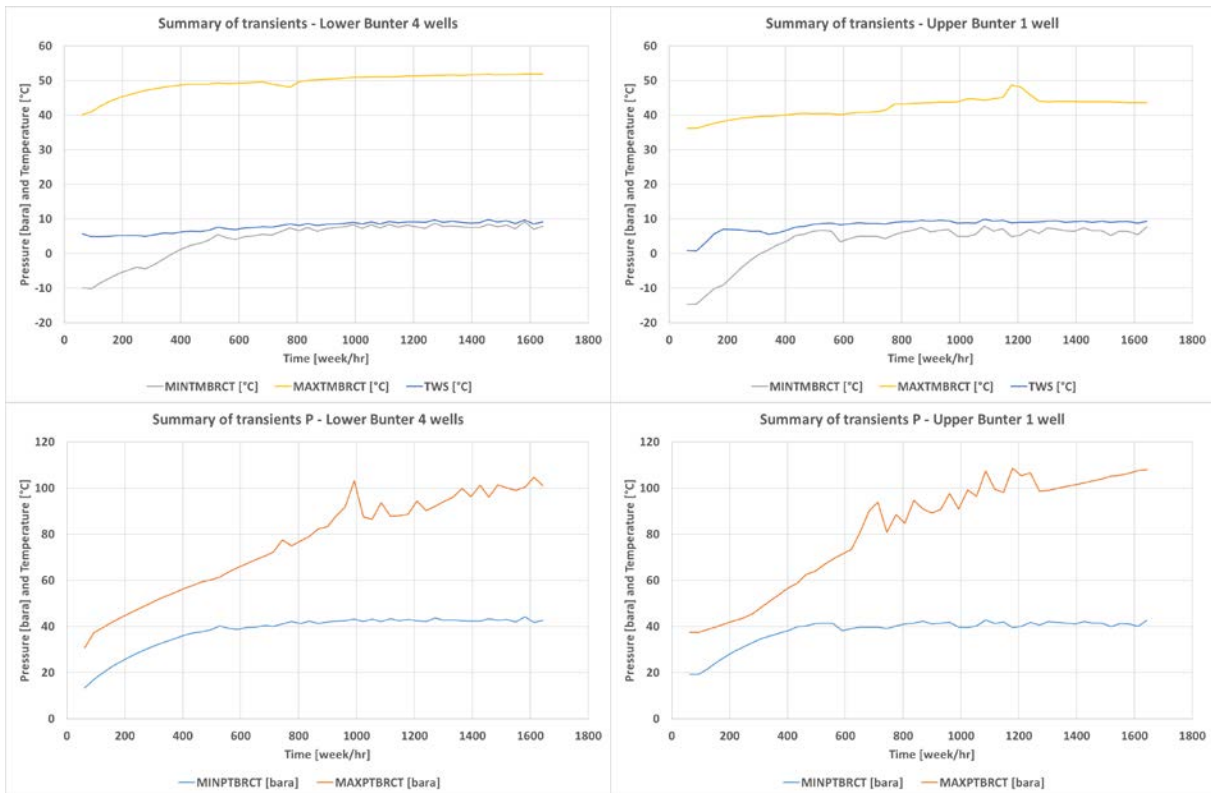 Summary of transients - Lower Bunter 4 wells
Pressure [bara] and Temperature [°C]
60
50
40
30
20
10
0
-10
-20
0 200 400 600 800 1000 1200 1400 1600 1800
Time [week/hr]
MINTMBRCT [°C] MAXTMBRCT [°C] TWS [°C]
Summary of transients - Upper Bunter 1 well
Pressure [bara] and Temperature [°C]
60
50
40
30
20
10
0
-10
-20
0 200 400 600 800 1000 1200 1400 1600 1800
Time [week/hr]
MINTMBRCT [°C] MAXTMBRCT [°C] TWS [°C]
Summary of transients P - Lower Bunter 4 wells
Pressure [bara] and Temperature [°C]
120
100
80
60
40
20
0
0 200 400 600 800 1000 1200 1400 1600 1800
Time [week/hr]
MINPTBRCT [bara] MAXPTBRCT [bara]
Summary of transients P - Upper Bunter 1 well
Pressure [bara] and Temperature [°C]
120
100
80
60
40
20
0
0 200 400 600 800 1000 1200 1400 1600 1800
Time [week/hr]
MINPTBRCT [bara] MAXPTBRCT [bara]